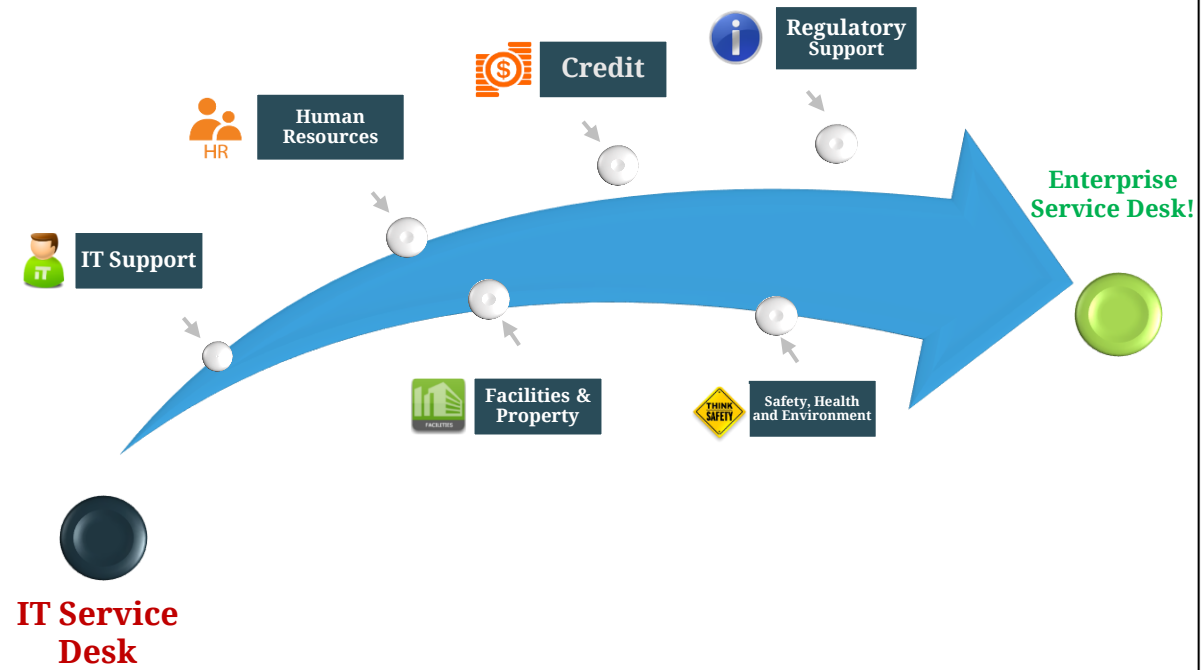 Regulatory
Support
Credit
$
Human
Resources
HR
Enterprise
Service Desk!
IT Support
IT
Facilities &
Property
FACILITIES
THINK
SAFETY
Safety, Health
and Environment
IT Service
Desk